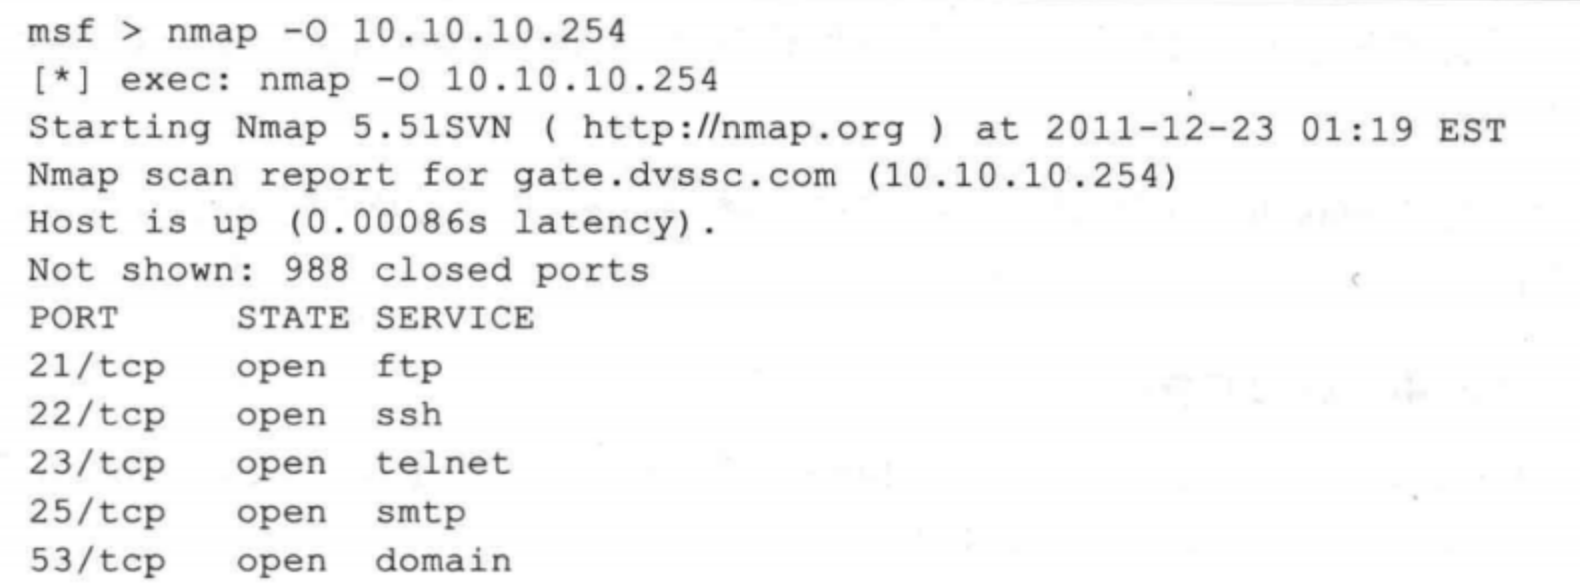 msf > nmap -O 10.10.10.254
[*] exec: nmap -O 10.10.10.254
Starting Nmap 5.51SVN ( http://nmap.org ) at 2011-12-23 01:19 EST
Nmap scan report for gate.dvssc.com (10.10.10.254)
Host is up (0.00086s latency).
Not shown: 988 closed ports
PORT STATE SERVICE
21/tcp open ftp
22/tcp open ssh
23/tcp open telnet
25/tcp open smtp
53/tcp open domain